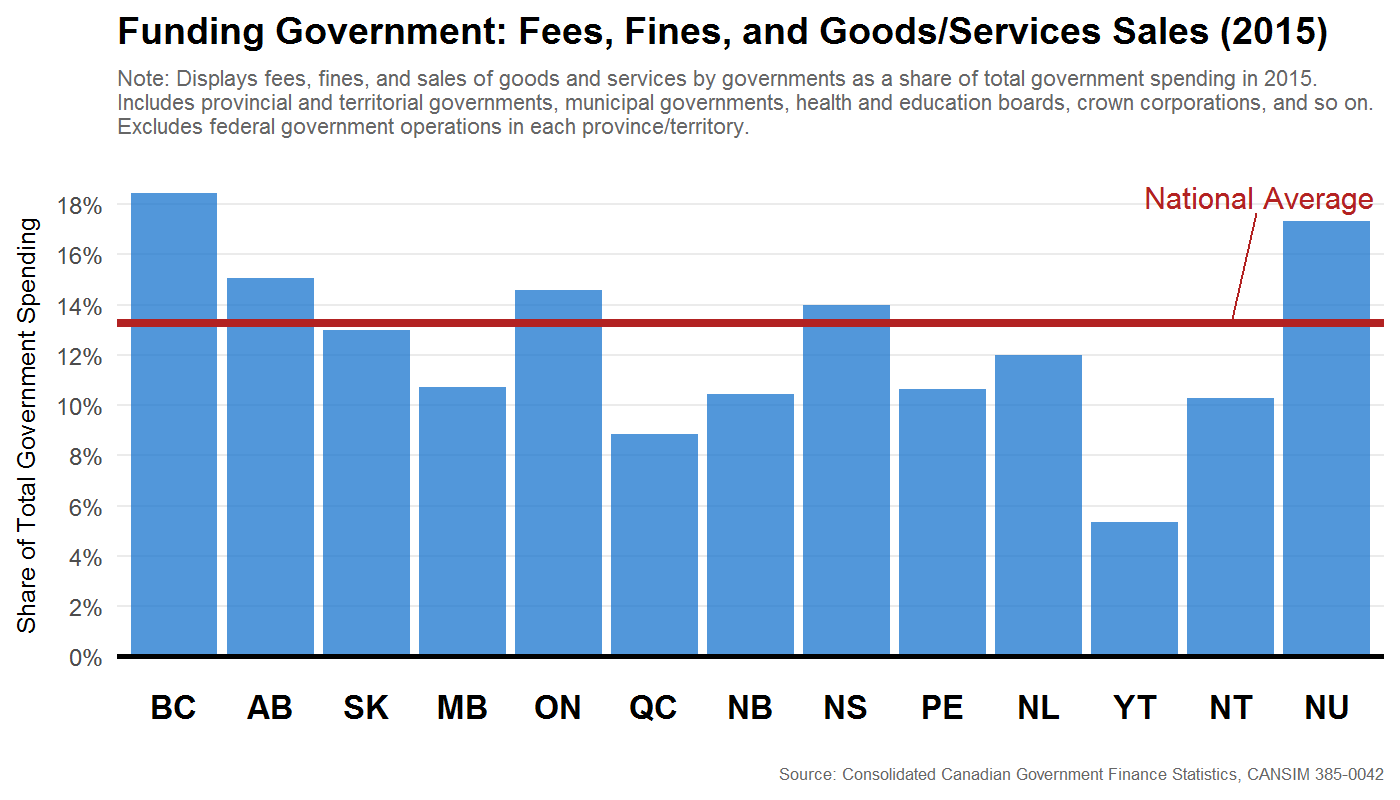 Funding Government: Fees, Fines, and Goods/Services Sales (2015)
Note: Displays fees, fines, and sales of goods and services by governments as a share of total government spending in 2015.
Includes provincial and territorial governments, municipal governments, health and education boards, crown corporations, and so on.
Excludes federal government operations in each province/territory.
National Average
Share of Total Government Spending
18%
16%
14%
12%
10%
8%
6%
4%
2%
0%
BC AB SK MB ON QC NB NS PE NL YT NT NU
Source: Consolidated Canadian Government Finance Statistics, CANSIM 385-0042